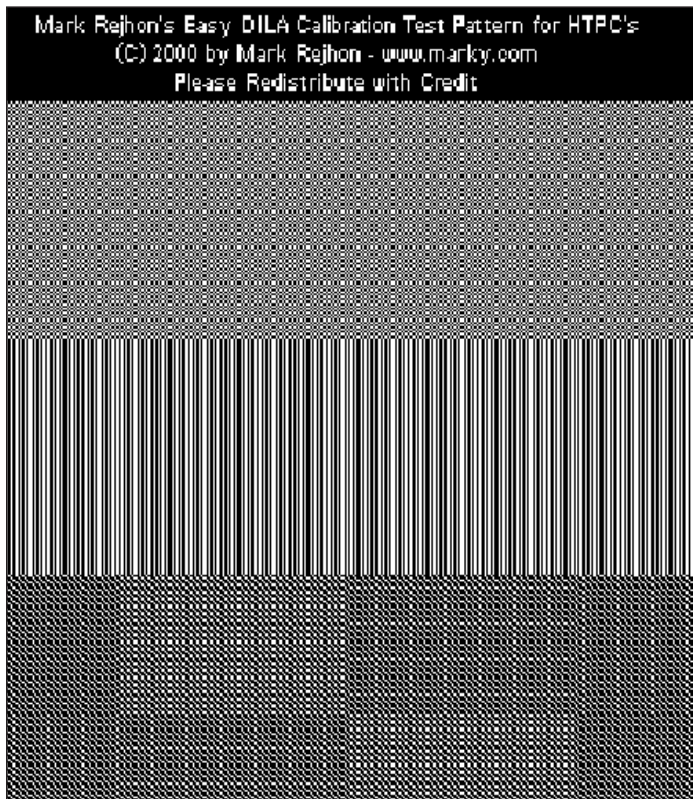 Mark Rejhon's Easy DILA Calibration Test Pattern for HTPC's
(C) 2000 by Mark Rejhon - www.marky.com
Please Redistribute with Credit